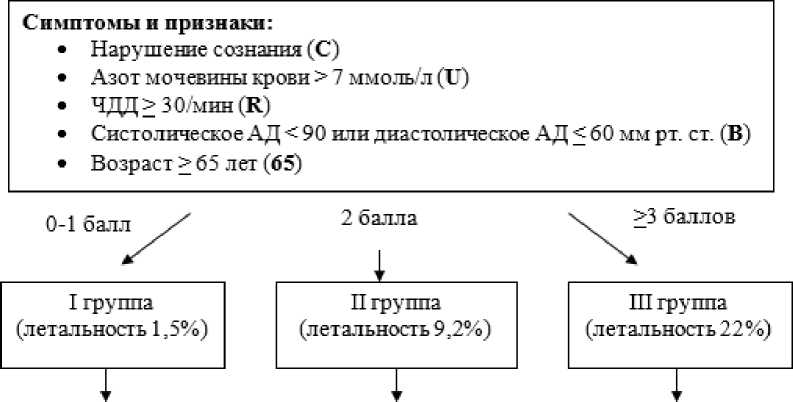 Симптомы и признаки:
• Нарушение сознания (C)
• Азот мочевины крови > 7 ммоль/л (U)
• ЧДД ≥ 30/мин (R)
• Систолическое АД < 90 или диастолическое АД ≤ 60 мм рт. ст. (B)
• Возраст ≥ 65 лет (65)
0-1 балл
2 балла
≥3 баллов
I группа
(летальность 1,5%)
II группа
(летальность 9,2%)
III группа
(летальность 22%)